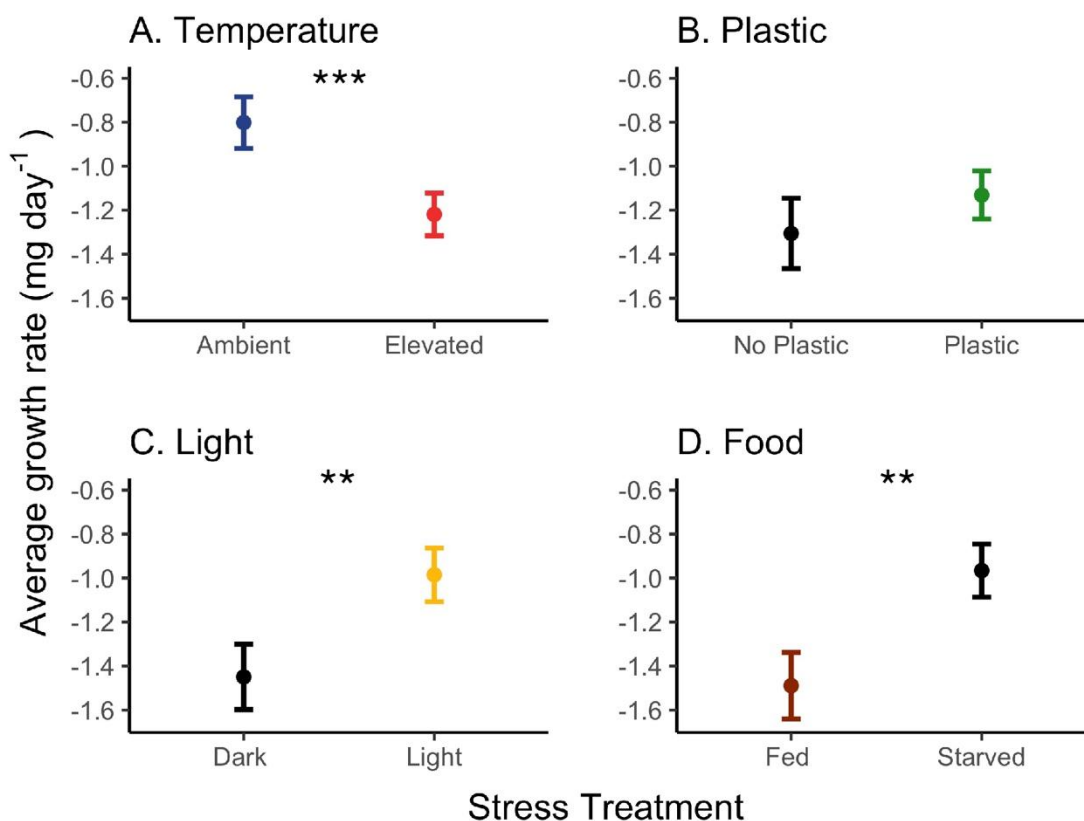 A. Temperature
B. Plastic
***
-0.6
-0.8
-1.0
-1.2
-1.4
-1.6
Ambient
Elevated
-0.6
-0.8
-1.0
-1.2
-1.4
-1.6
No Plastic
Plastic
Average growth rate (mg day⁻¹ )
C. Light
D. Food
**
-0.6
-0.8
-1.0
-1.2
-1.4
-1.6
Dark
Light
**
-0.6
-0.8
-1.0
-1.2
-1.4
-1.6
Fed
Starved
Stress Treatment